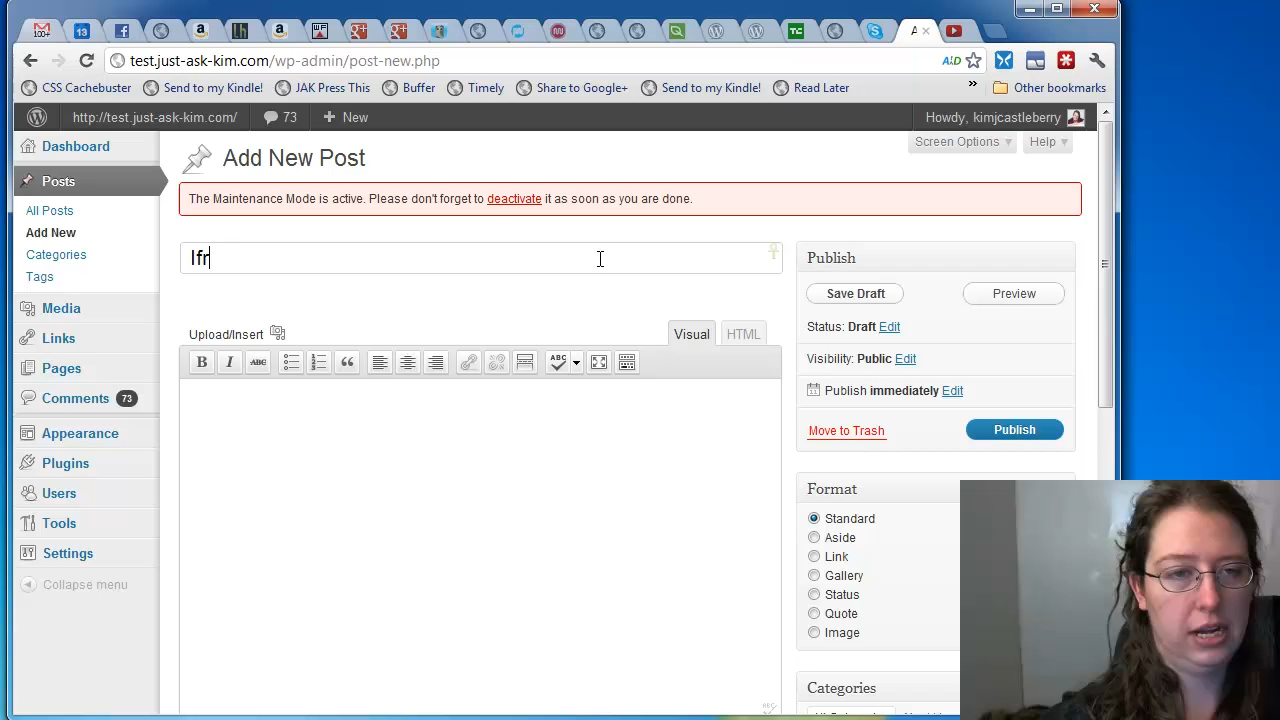 100+
13
test.just-ask-kim.com/wp-admin/post-new.php
CSS Cachebuster Send to my Kindle! JAK Press This Buffer Timely Share to Google+ Send to my Kindle! Read Later » Other bookmarks
http://test.just-ask-kim.com/ 73 + New Howdy, kimjcastleberry
Dashboard
Posts
All Posts
Add New
Categories
Tags
Media
Links
Pages
Comments 73
Appearance
Plugins
Users
Tools
Settings
Collapse menu
Screen Options Help
Add New Post
The Maintenance Mode is active. Please don't forget to deactivate it as soon as you are done.
Ifr
Upload/Insert Visual HTML
B I ABC ABC
Publish
Save Draft Preview
Status: Draft Edit
Visibility: Public Edit
Publish immediately Edit
Move to Trash Publish
Format
Standard
Aside
Link
Gallery
Status
Quote
Image
Categories